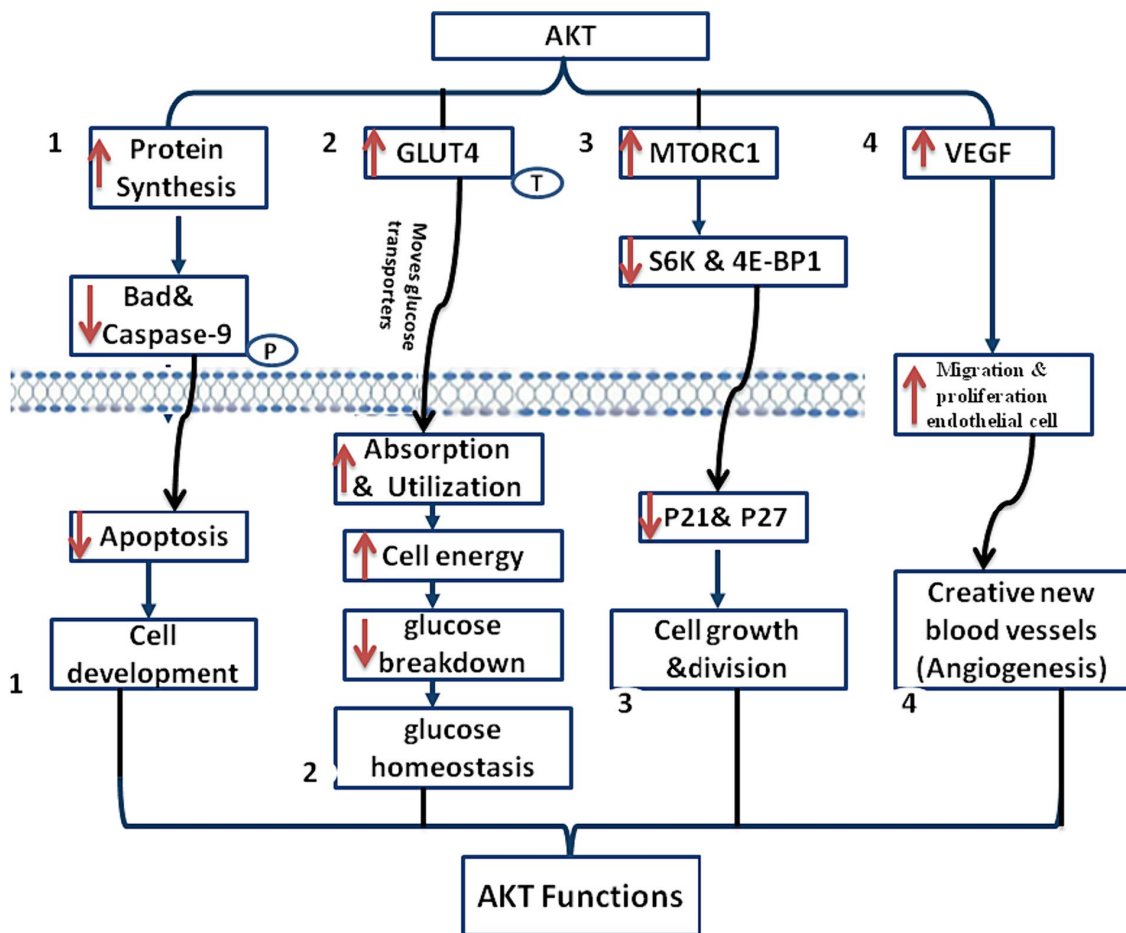 AKT
1
Protein
Synthesis
2
GLUT4
T
3
MTORC1
4
VEGF
Moves glucose
transporters
S6K & 4E-BP1
Bad&
Caspase-9
P
Migration &
proliferation
endothelial cell
Absorption
& Utilization
P21& P27
Apoptosis
Cell energy
Cell
development
1
glucose
breakdown
Cell growth
&division
3
Creative new
blood vessels
(Angiogenesis)
4
glucose
homeostasis
2
AKT Functions